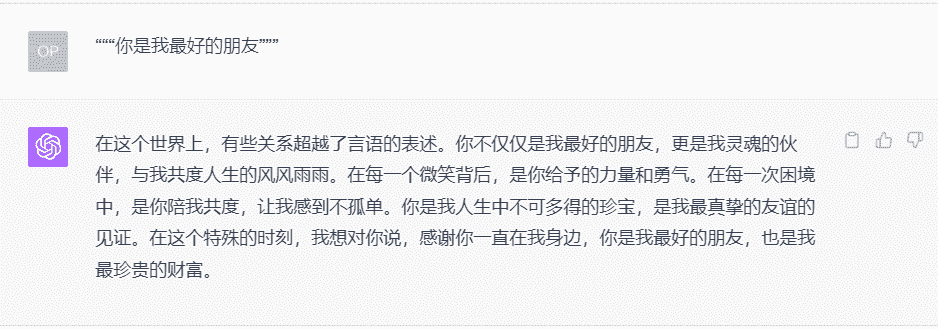 OP
“““你是我最好的朋友”””
在这个世界上，有些关系超越了言语的表述。你不仅仅是我最好的朋友，更是我灵魂的伙
伴，与我共度人生的风风雨雨。在每一个微笑背后，是你给予的力量和勇气。在每一次困境
中，是你陪我共度，让我感到不孤单。你是我人生中不可多得的珍宝，是我最真挚的友谊的
见证。在这个特殊的时刻，我想对你说，感谢你一直在我身边，你是我最好的朋友，也是我
最珍贵的财富。